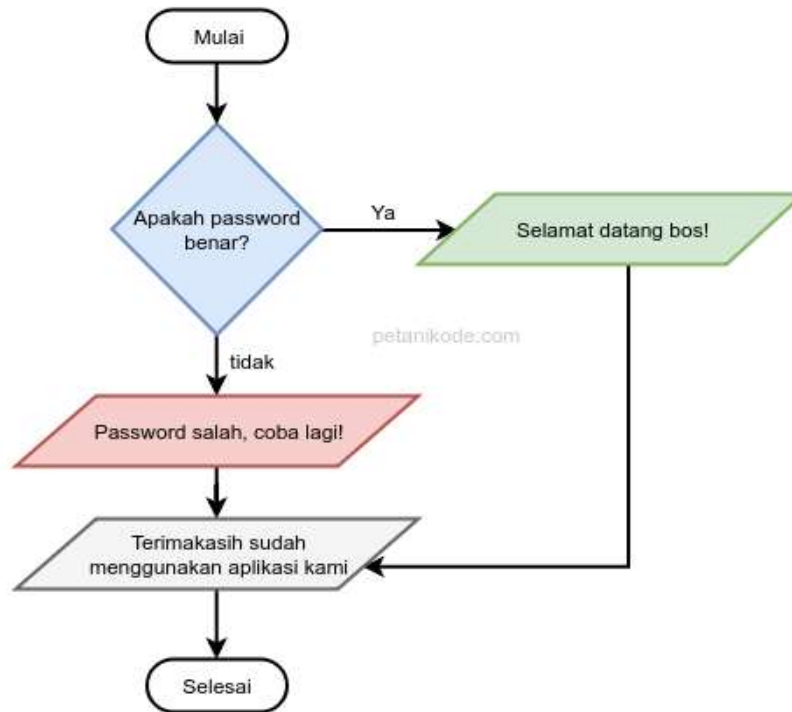 Mulai
Apakah password
benar?
Ya
Selamat datang bos!
petanikode.com
tidak
Password salah, coba lagi!
Terimakasih sudah
menggunakan aplikasi kami
Selesai